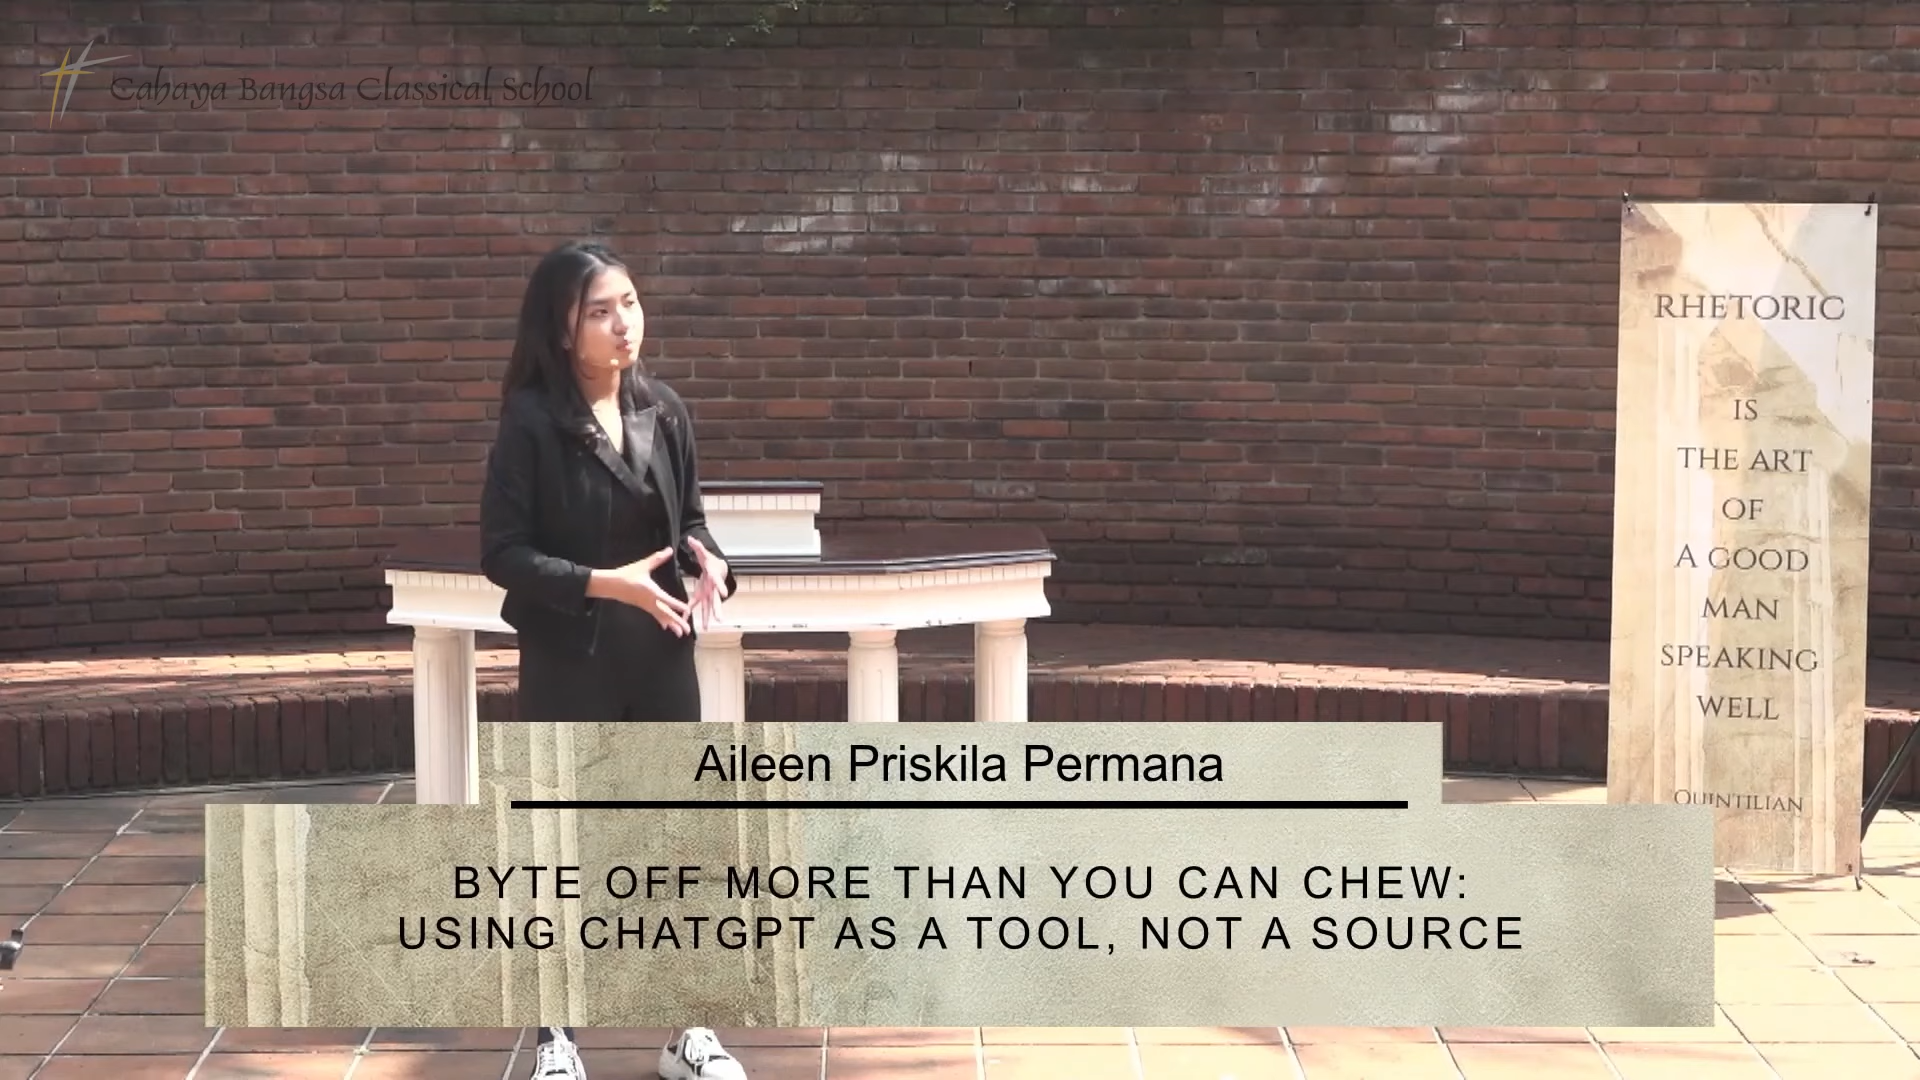 Cahaya Bangsa Classical School
RHETORIC
IS
THE ART
OF
A GOOD
MAN
SPEAKING
WELL
QUINTILIAN
Aileen Priskila Permana
BYTE OFF MORE THAN YOU CAN CHEW:
USING CHATGPT AS A TOOL, NOT A SOURCE